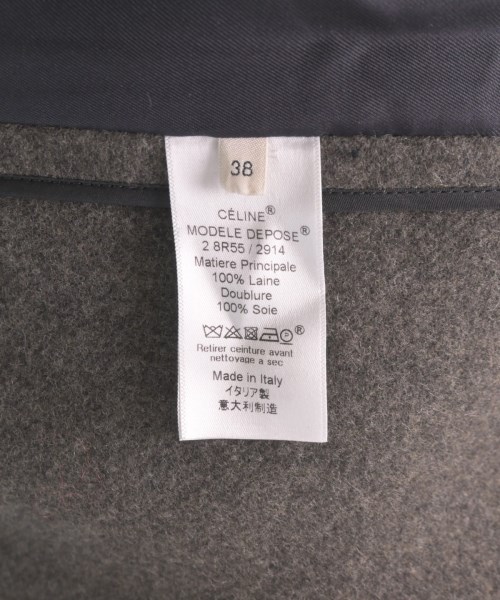 38
CÉLINE®
MODELE DEPOSE®
2 8R55 / 2914
Matiere Principale
100% Laine
Doublure
100% Soie
®
Retirer ceinture avant
nettoyage a sec
Made in Italy
イタリア製
意大利制造